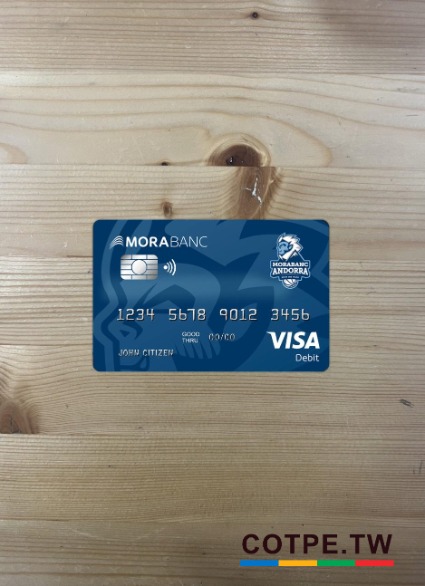 MORABANC
MORABANC
ANDORRA
1234 5678 9012 3456
GOOD
THRU
00/00
JOHN CITIZEN
VISA
Debit
COTPE.TW